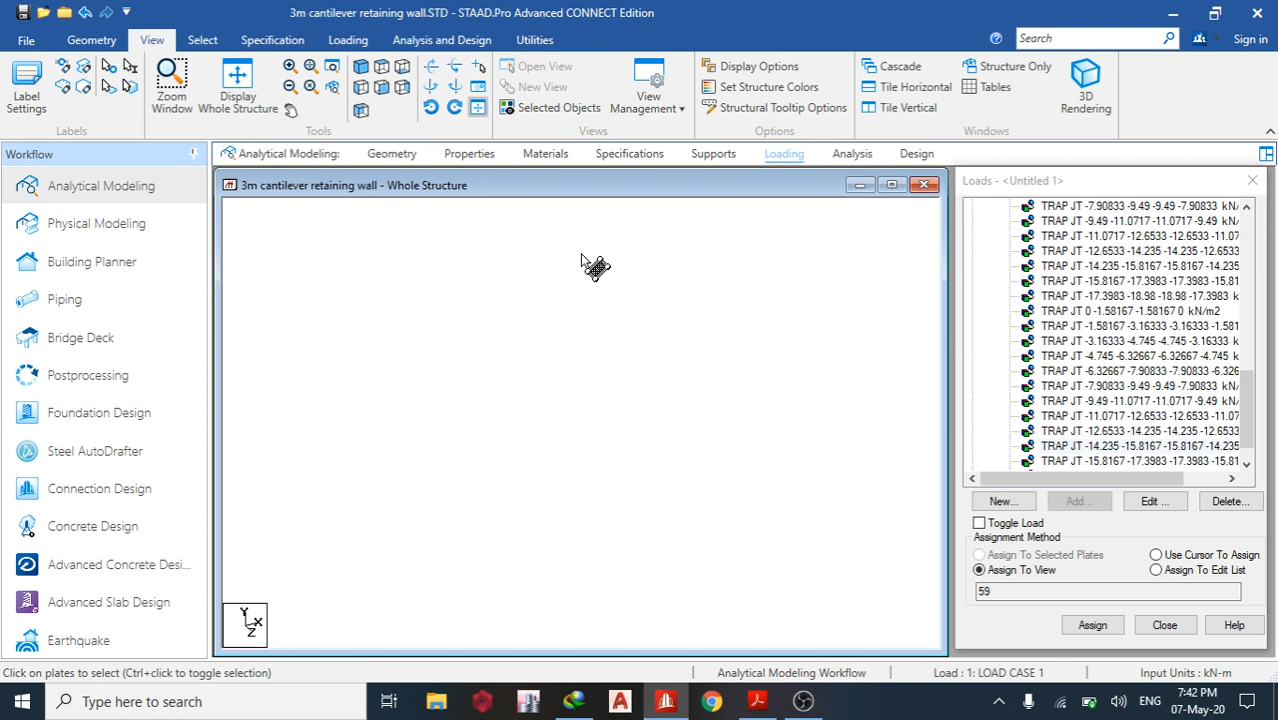 3m cantilever retaining wall.STD - STAAD.Pro Advanced CONNECT Edition
File Geometry View Select Specification Loading Analysis and Design Utilities Search Sign in
Label Settings
Labels
Zoom Window
Display Whole Structure
Tools
Open View
New View
Selected Objects
View Management
Views
Display Options
Set Structure Colors
Structural Tooltip Options
Options
Cascade
Tile Horizontal
Tile Vertical
Structure Only
Tables
Windows
3D Rendering
Workflow
Analytical Modeling: Geometry Properties Materials Specifications Supports Loading Analysis Design
Analytical Modeling
Physical Modeling
Building Planner
Piping
Bridge Deck
Postprocessing
Foundation Design
Steel AutoDrafter
Connection Design
Concrete Design
Advanced Concrete Desi...
Advanced Slab Design
Earthquake
3m cantilever retaining wall - Whole Structure
Y
X
Z
Loads - <Untitled 1>
TRAP JT -7.90833 -9.49 -9.49 -7.90833 kN/
TRAP JT -9.49 -11.0717 -11.0717 -9.49 kN/
TRAP JT -11.0717 -12.6533 -12.6533 -11.07
TRAP JT -12.6533 -14.235 -14.235 -12.6533
TRAP JT -14.235 -15.8167 -15.8167 -14.235
TRAP JT -15.8167 -17.3983 -17.3983 -15.81
TRAP JT -17.3983 -18.98 -18.98 -17.3983 k
TRAP JT 0 -1.58167 -1.58167 0 kN/m2
TRAP JT -1.58167 -3.16333 -3.16333 -1.581
TRAP JT -3.16333 -4.745 -4.745 -3.16333 k
TRAP JT -4.745 -6.32667 -6.32667 -4.745 k
TRAP JT -6.32667 -7.90833 -7.90833 -6.326
TRAP JT -7.90833 -9.49 -9.49 -7.90833 kN/
TRAP JT -9.49 -11.0717 -11.0717 -9.49 kN/
TRAP JT -11.0717 -12.6533 -12.6533 -11.07
TRAP JT -12.6533 -14.235 -14.235 -12.6533
TRAP JT -14.235 -15.8167 -15.8167 -14.235
TRAP JT -15.8167 -17.3983 -17.3983 -15.81
New... Add... Edit ... Delete...
Toggle Load
Assignment Method
Assign To Selected Plates Use Cursor To Assign
Assign To View Assign To Edit List
59
Assign Close Help
Click on plates to select (Ctrl+click to toggle selection) Analytical Modeling Workflow Load : 1: LOAD CASE 1 Input Units : kN-m
Type here to search
ENG
7:42 PM
07-May-20